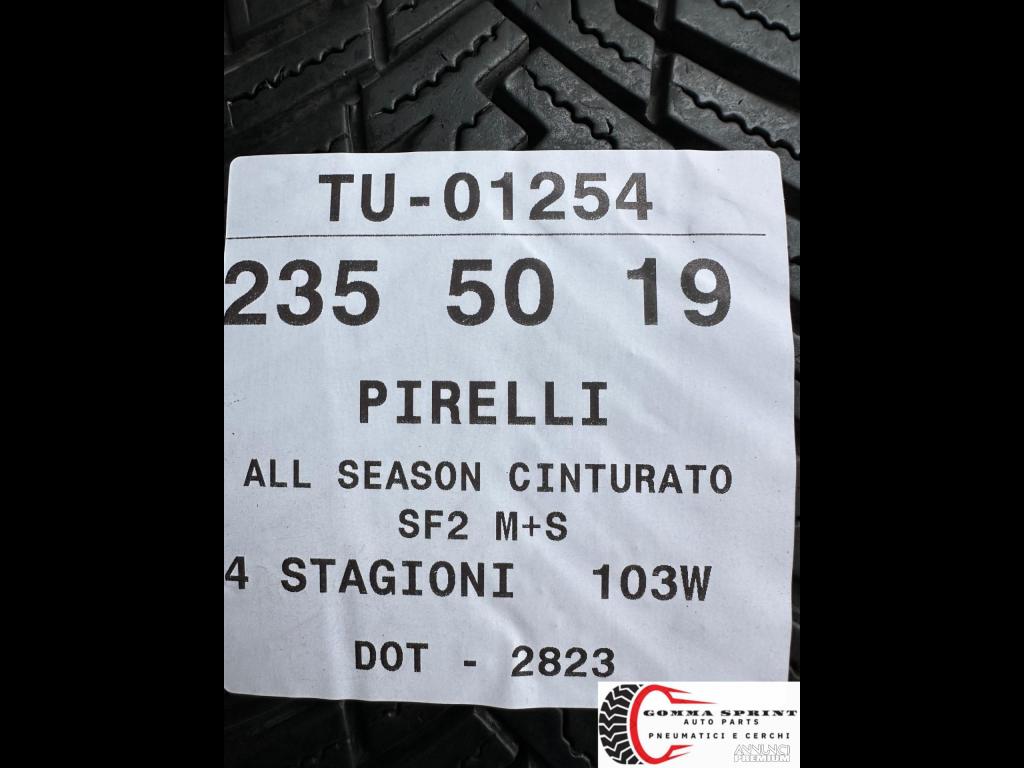 TU-01254
235 50 19
PIRELLI
ALL SEASON CINTURATO
SF2 M+S
4 STAGIONI 103W
DOT - 2823
GOMMA SPRINT
AUTO PARTS
PNEUMATICI E CERCHI
ANNUNCI
PREMIUM